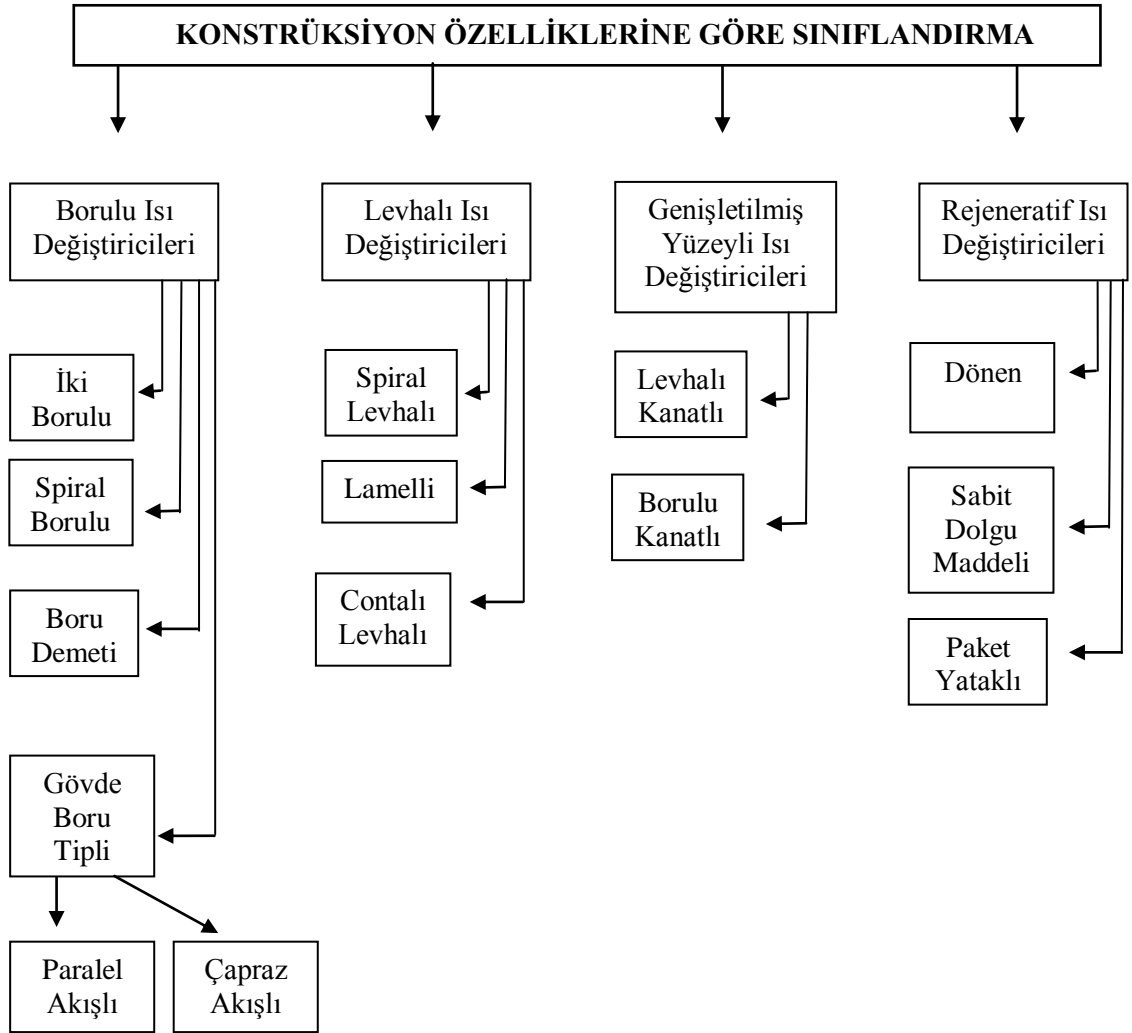 KONSTRÜKSİYON ÖZELLİKLERİNE GÖRE SINIFLANDIRMA
Borulu Isı
Değiştiricileri
Levhalı Isı
Değiştiricileri
Genişletilmiş
Yüzeyli Isı
Değiştiricileri
Rejeneratif Isı
Değiştiricileri
İki
Borulu
Spiral
Borulu
Boru
Demeti
Gövde
Boru
Tipli
Paralel
Akışlı
Çapraz
Akışlı
Spiral
Levhalı
Lamelli
Contalı
Levhalı
Levhalı
Kanatlı
Borulu
Kanatlı
Dönen
Sabit
Dolgu
Maddeli
Paket
Yataklı